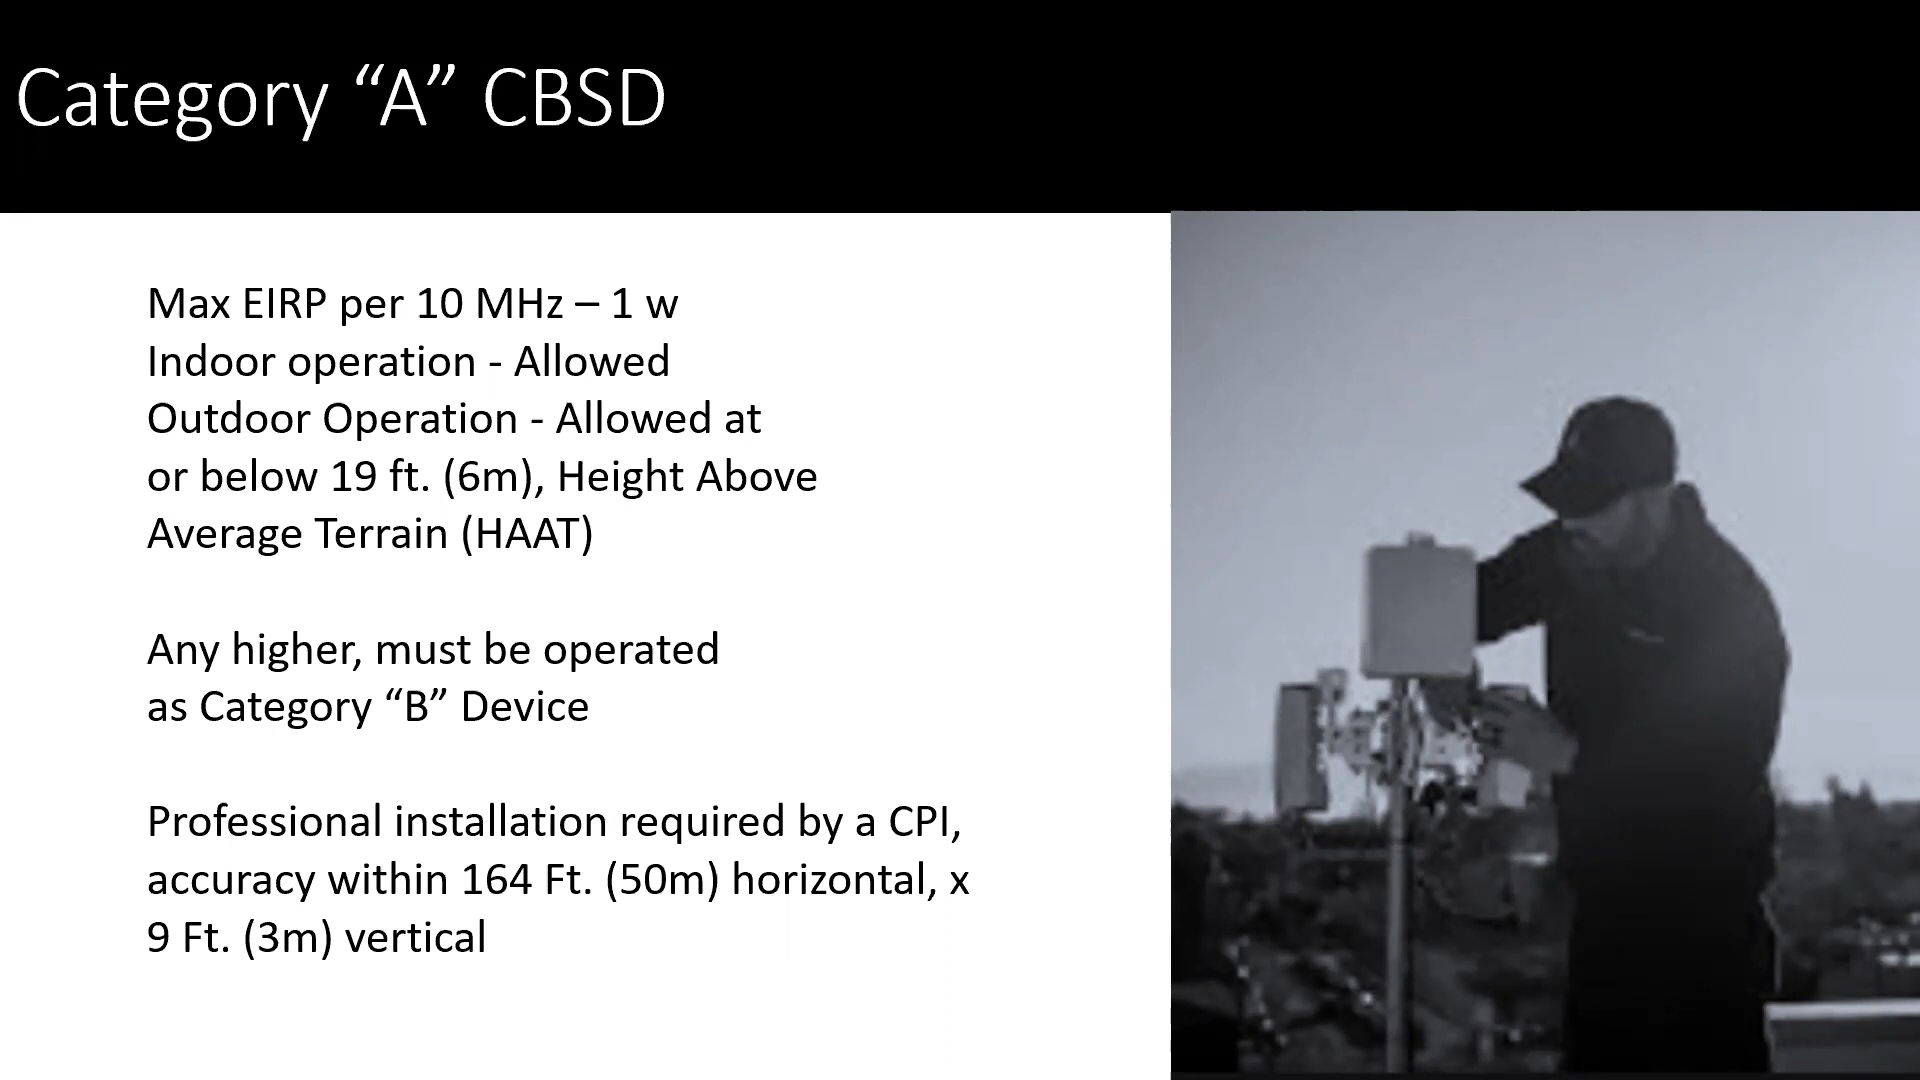 Category “A” CBSD
Max EIRP per 10 MHz – 1 w
Indoor operation - Allowed
Outdoor Operation - Allowed at
or below 19 ft. (6m), Height Above
Average Terrain (HAAT)
Any higher, must be operated
as Category “B” Device
Professional installation required by a CPI,
accuracy within 164 Ft. (50m) horizontal, x
9 Ft. (3m) vertical